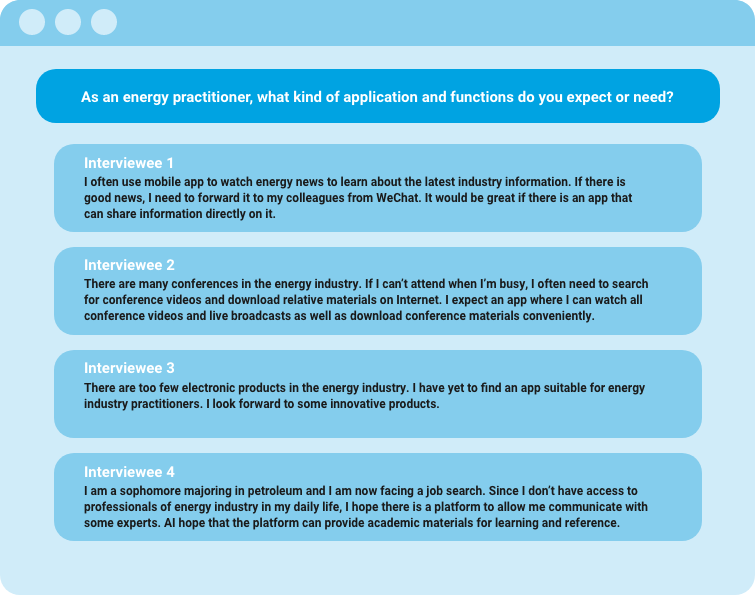 As an energy practitioner, what kind of application and functions do you expect or need?
Interviewee 1
I often use mobile app to watch energy news to learn about the latest industry information. If there is
good news, I need to forward it to my colleagues from WeChat. It would be great if there is an app that
can share information directly on it.
Interviewee 2
There are many conferences in the energy industry. If I can’t attend when I’m busy, I often need to search
for conference videos and download relative materials on Internet. I expect an app where I can watch all
conference videos and live broadcasts as well as download conference materials conveniently.
Interviewee 3
There are too few electronic products in the energy industry. I have yet to find an app suitable for energy
industry practitioners. I look forward to some innovative products.
Interviewee 4
I am a sophomore majoring in petroleum and I am now facing a job search. Since I don’t have access to
professionals of energy industry in my daily life, I hope there is a platform to allow me communicate with
some experts. AI hope that the platform can provide academic materials for learning and reference.